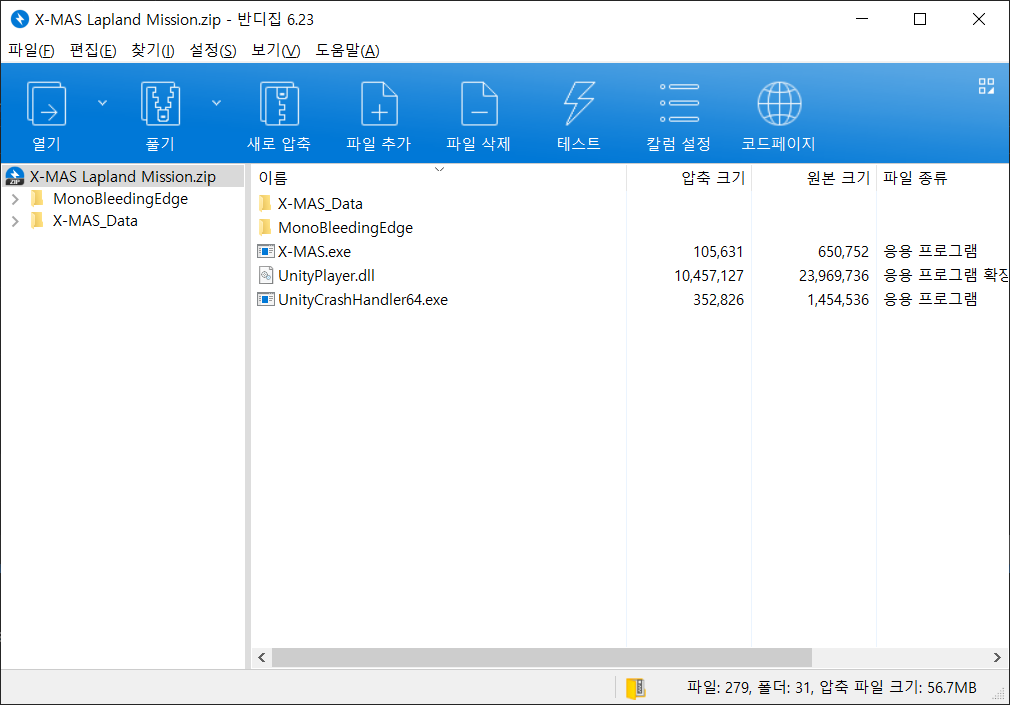 X-MAS Lapland Mission.zip - 반디집 6.23
파일(F) 편집(E) 찾기(I) 설정(S) 보기(V) 도움말(A)
열기 풀기 새로 압축 파일 추가 파일 삭제 테스트 칼럼 설정 코드페이지
X-MAS Lapland Mission.zip
MonoBleedingEdge
X-MAS_Data
이름 압축 크기 원본 크기 파일 종류
X-MAS_Data
MonoBleedingEdge
X-MAS.exe 105,631 650,752 응용 프로그램
UnityPlayer.dll 10,457,127 23,969,736 응용 프로그램 확장
UnityCrashHandler64.exe 352,826 1,454,536 응용 프로그램
파일: 279, 폴더: 31, 압축 파일 크기: 56.7MB